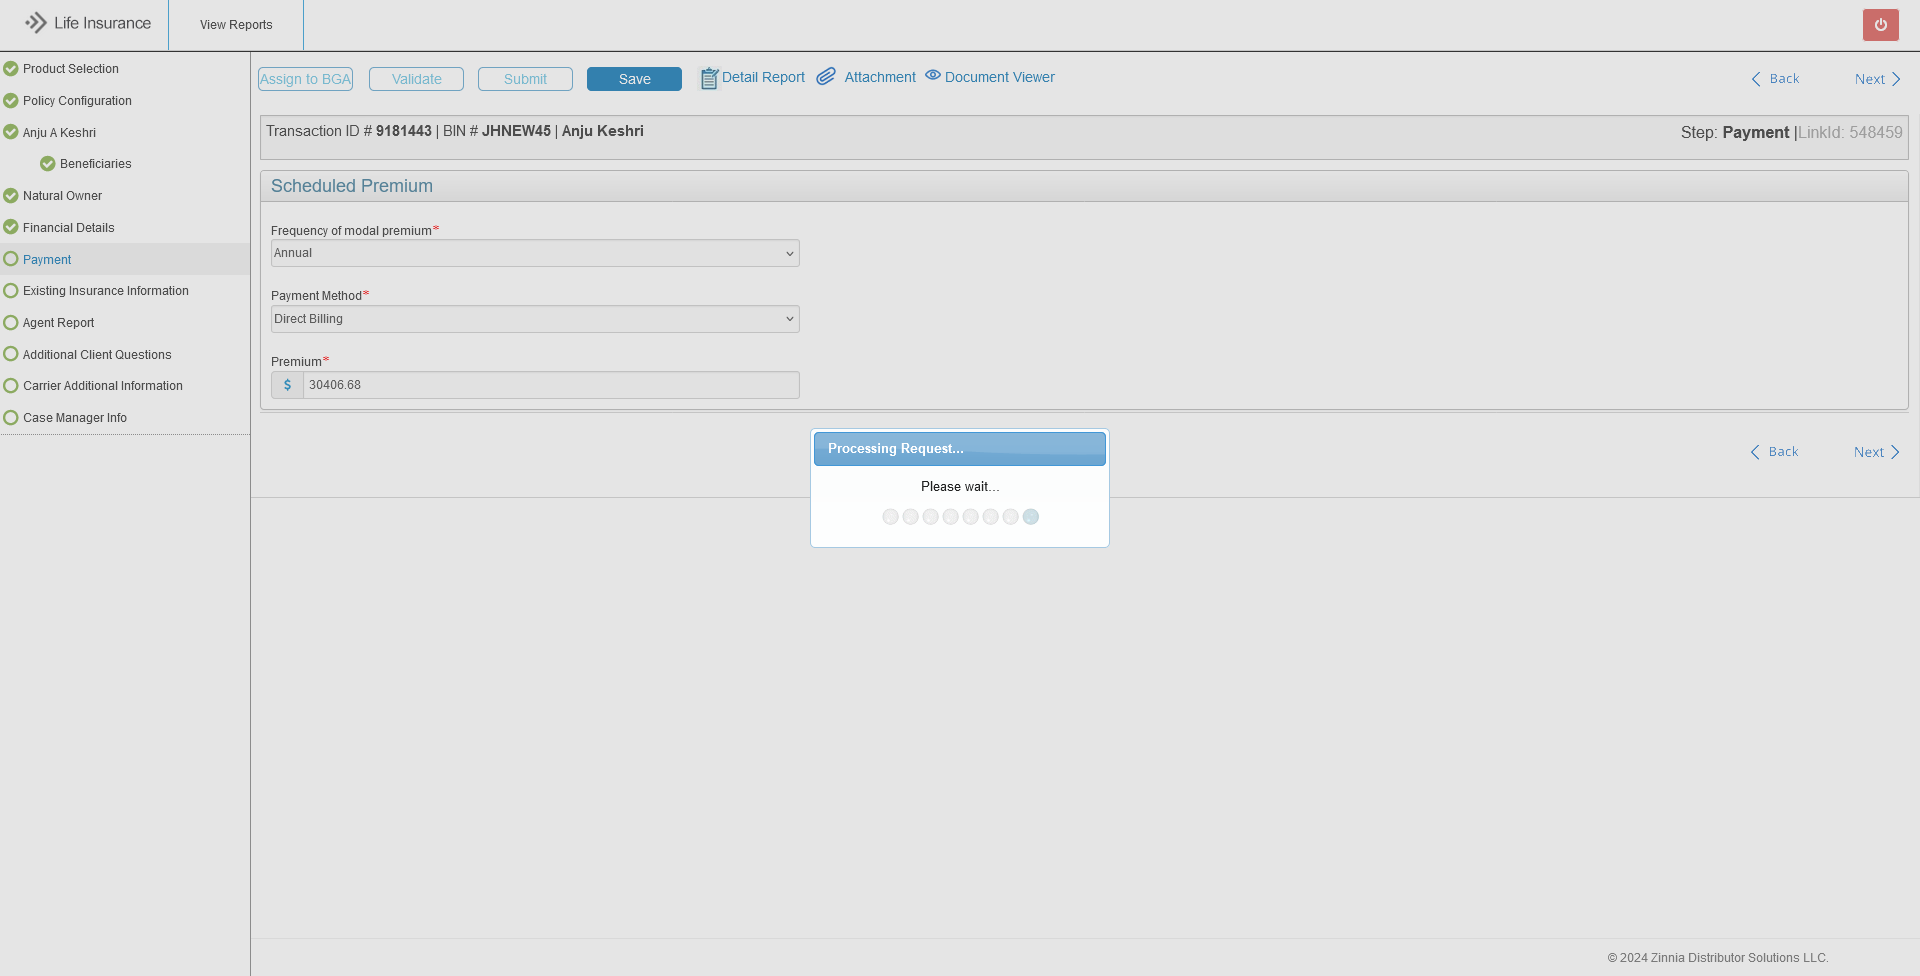 Life Insurance
View Reports
Product Selection
Policy Configuration
Anju A Keshri
Beneficiaries
Natural Owner
Financial Details
Payment
Existing Insurance Information
Agent Report
Additional Client Questions
Carrier Additional Information
Case Manager Info
Assign to BGA Validate Submit Save Detail Report Attachment Document Viewer Back Next
Transaction ID # 9181443 | BIN # JHNEW45 | Anju Keshri
Step: Payment |LinkId: 548459
Scheduled Premium
Frequency of modal premium*
Annual
Payment Method*
Direct Billing
Premium*
$ 30406.68
Processing Request...
Please wait...
Back Next
© 2024 Zinnia Distributor Solutions LLC.